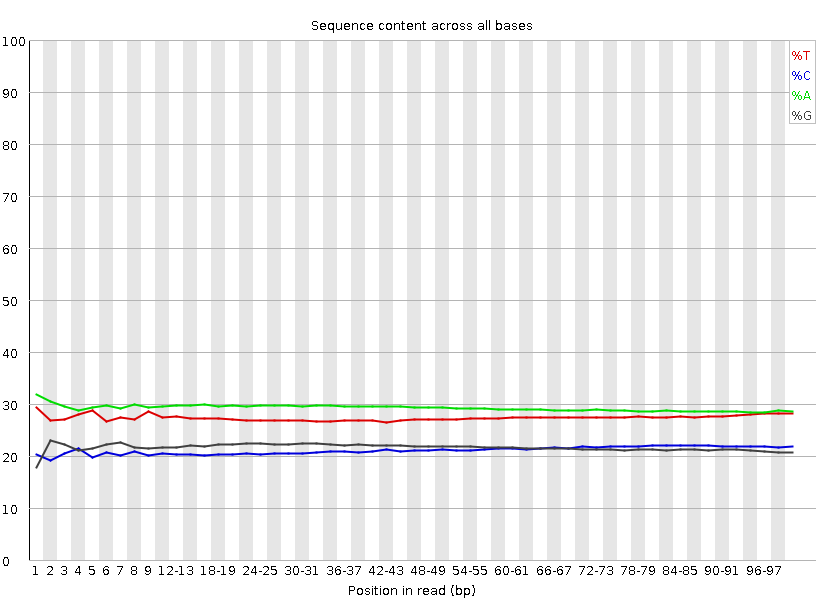 Sequence content across all bases
100
90
80
70
60
50
40
30
20
10
0
%T
%C
%A
%G
1 2 3 4 5 6 7 8 9 12-13 18-19 24-25 30-31 36-37 42-43 48-49 54-55 60-61 66-67 72-73 78-79 84-85 90-91 96-97
Position in read (bp)